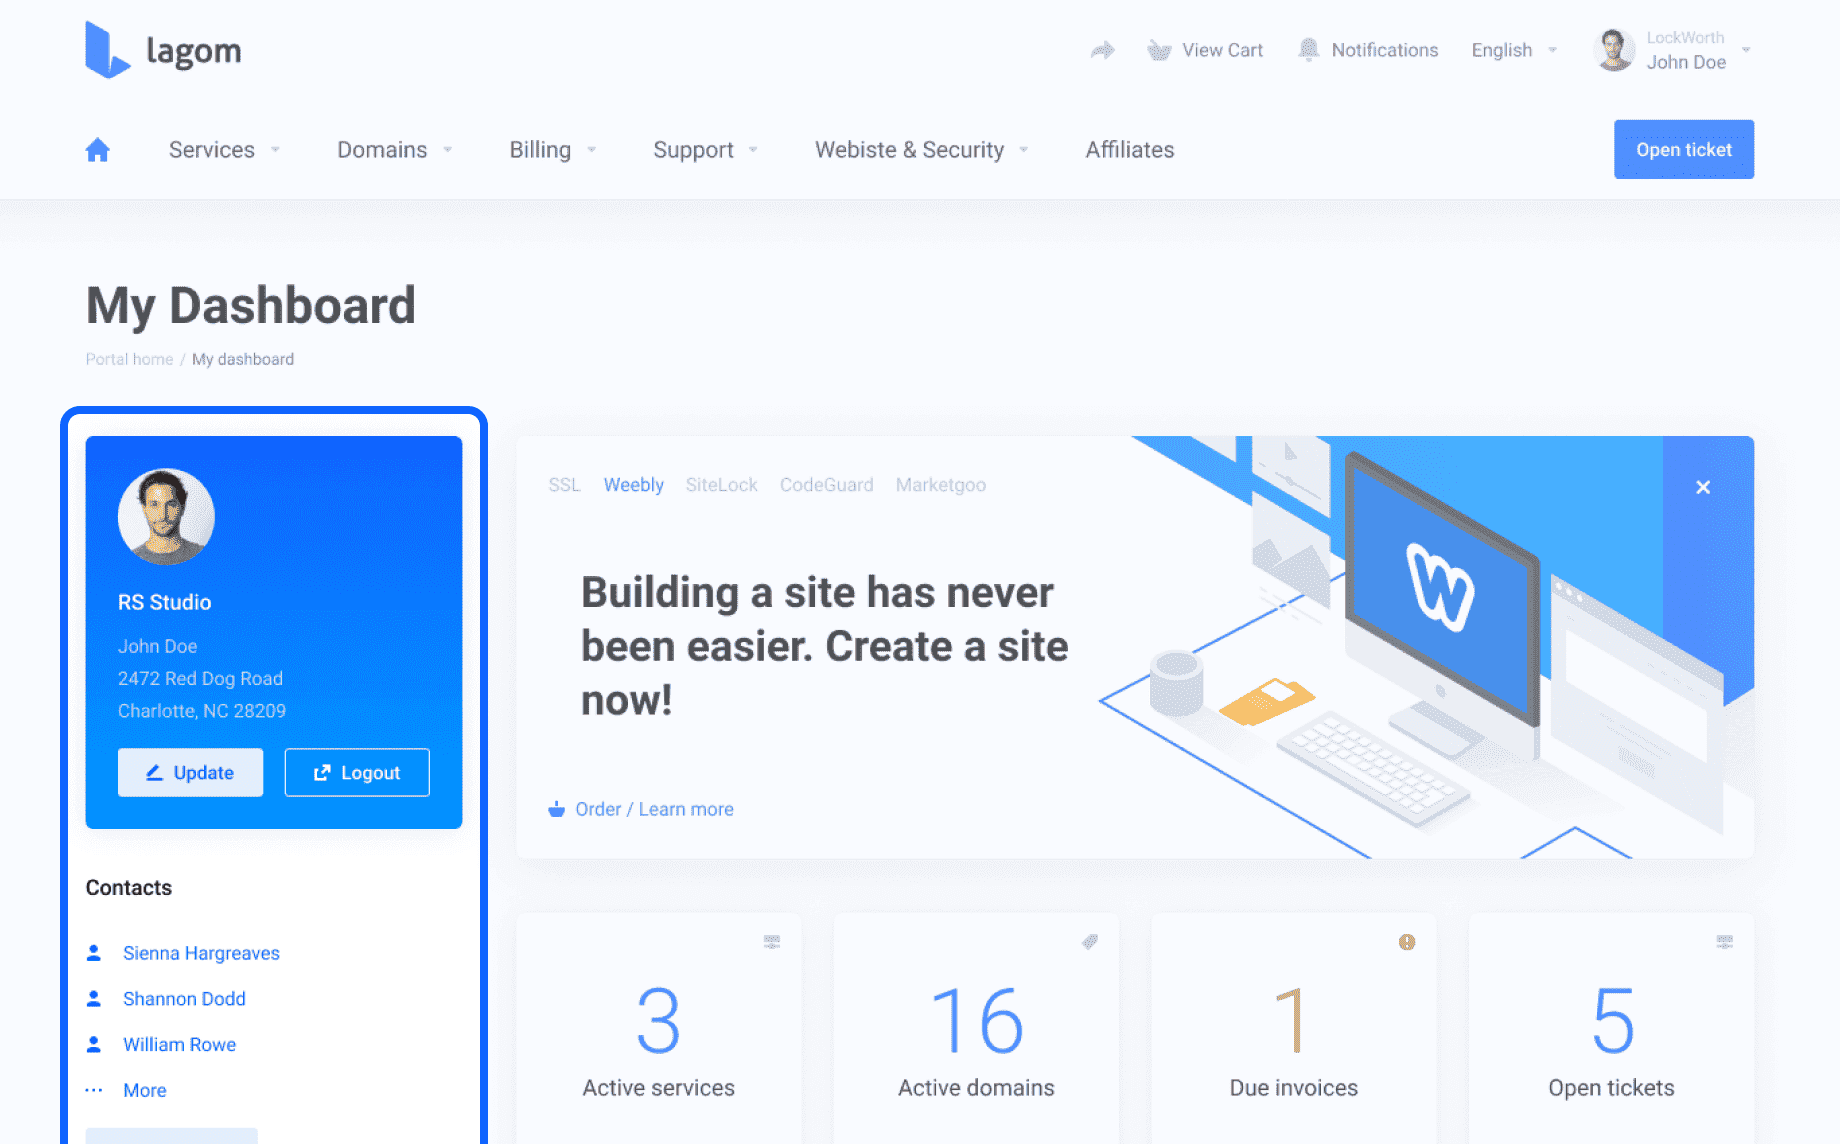 lagom
View Cart
Notifications
English
LockWorth
John Doe
Services
Domains
Billing
Support
Webiste & Security
Affiliates
Open ticket
My Dashboard
Portal home / My dashboard
RS Studio
John Doe
2472 Red Dog Road
Charlotte, NC 28209
Update
Logout
Contacts
Sienna Hargreaves
Shannon Dodd
William Rowe
More
SSL
Weebly
SiteLock
CodeGuard
Marketgoo
Building a site has never
been easier. Create a site
now!
W
Order / Learn more
3
Active services
16
Active domains
1
Due invoices
5
Open tickets